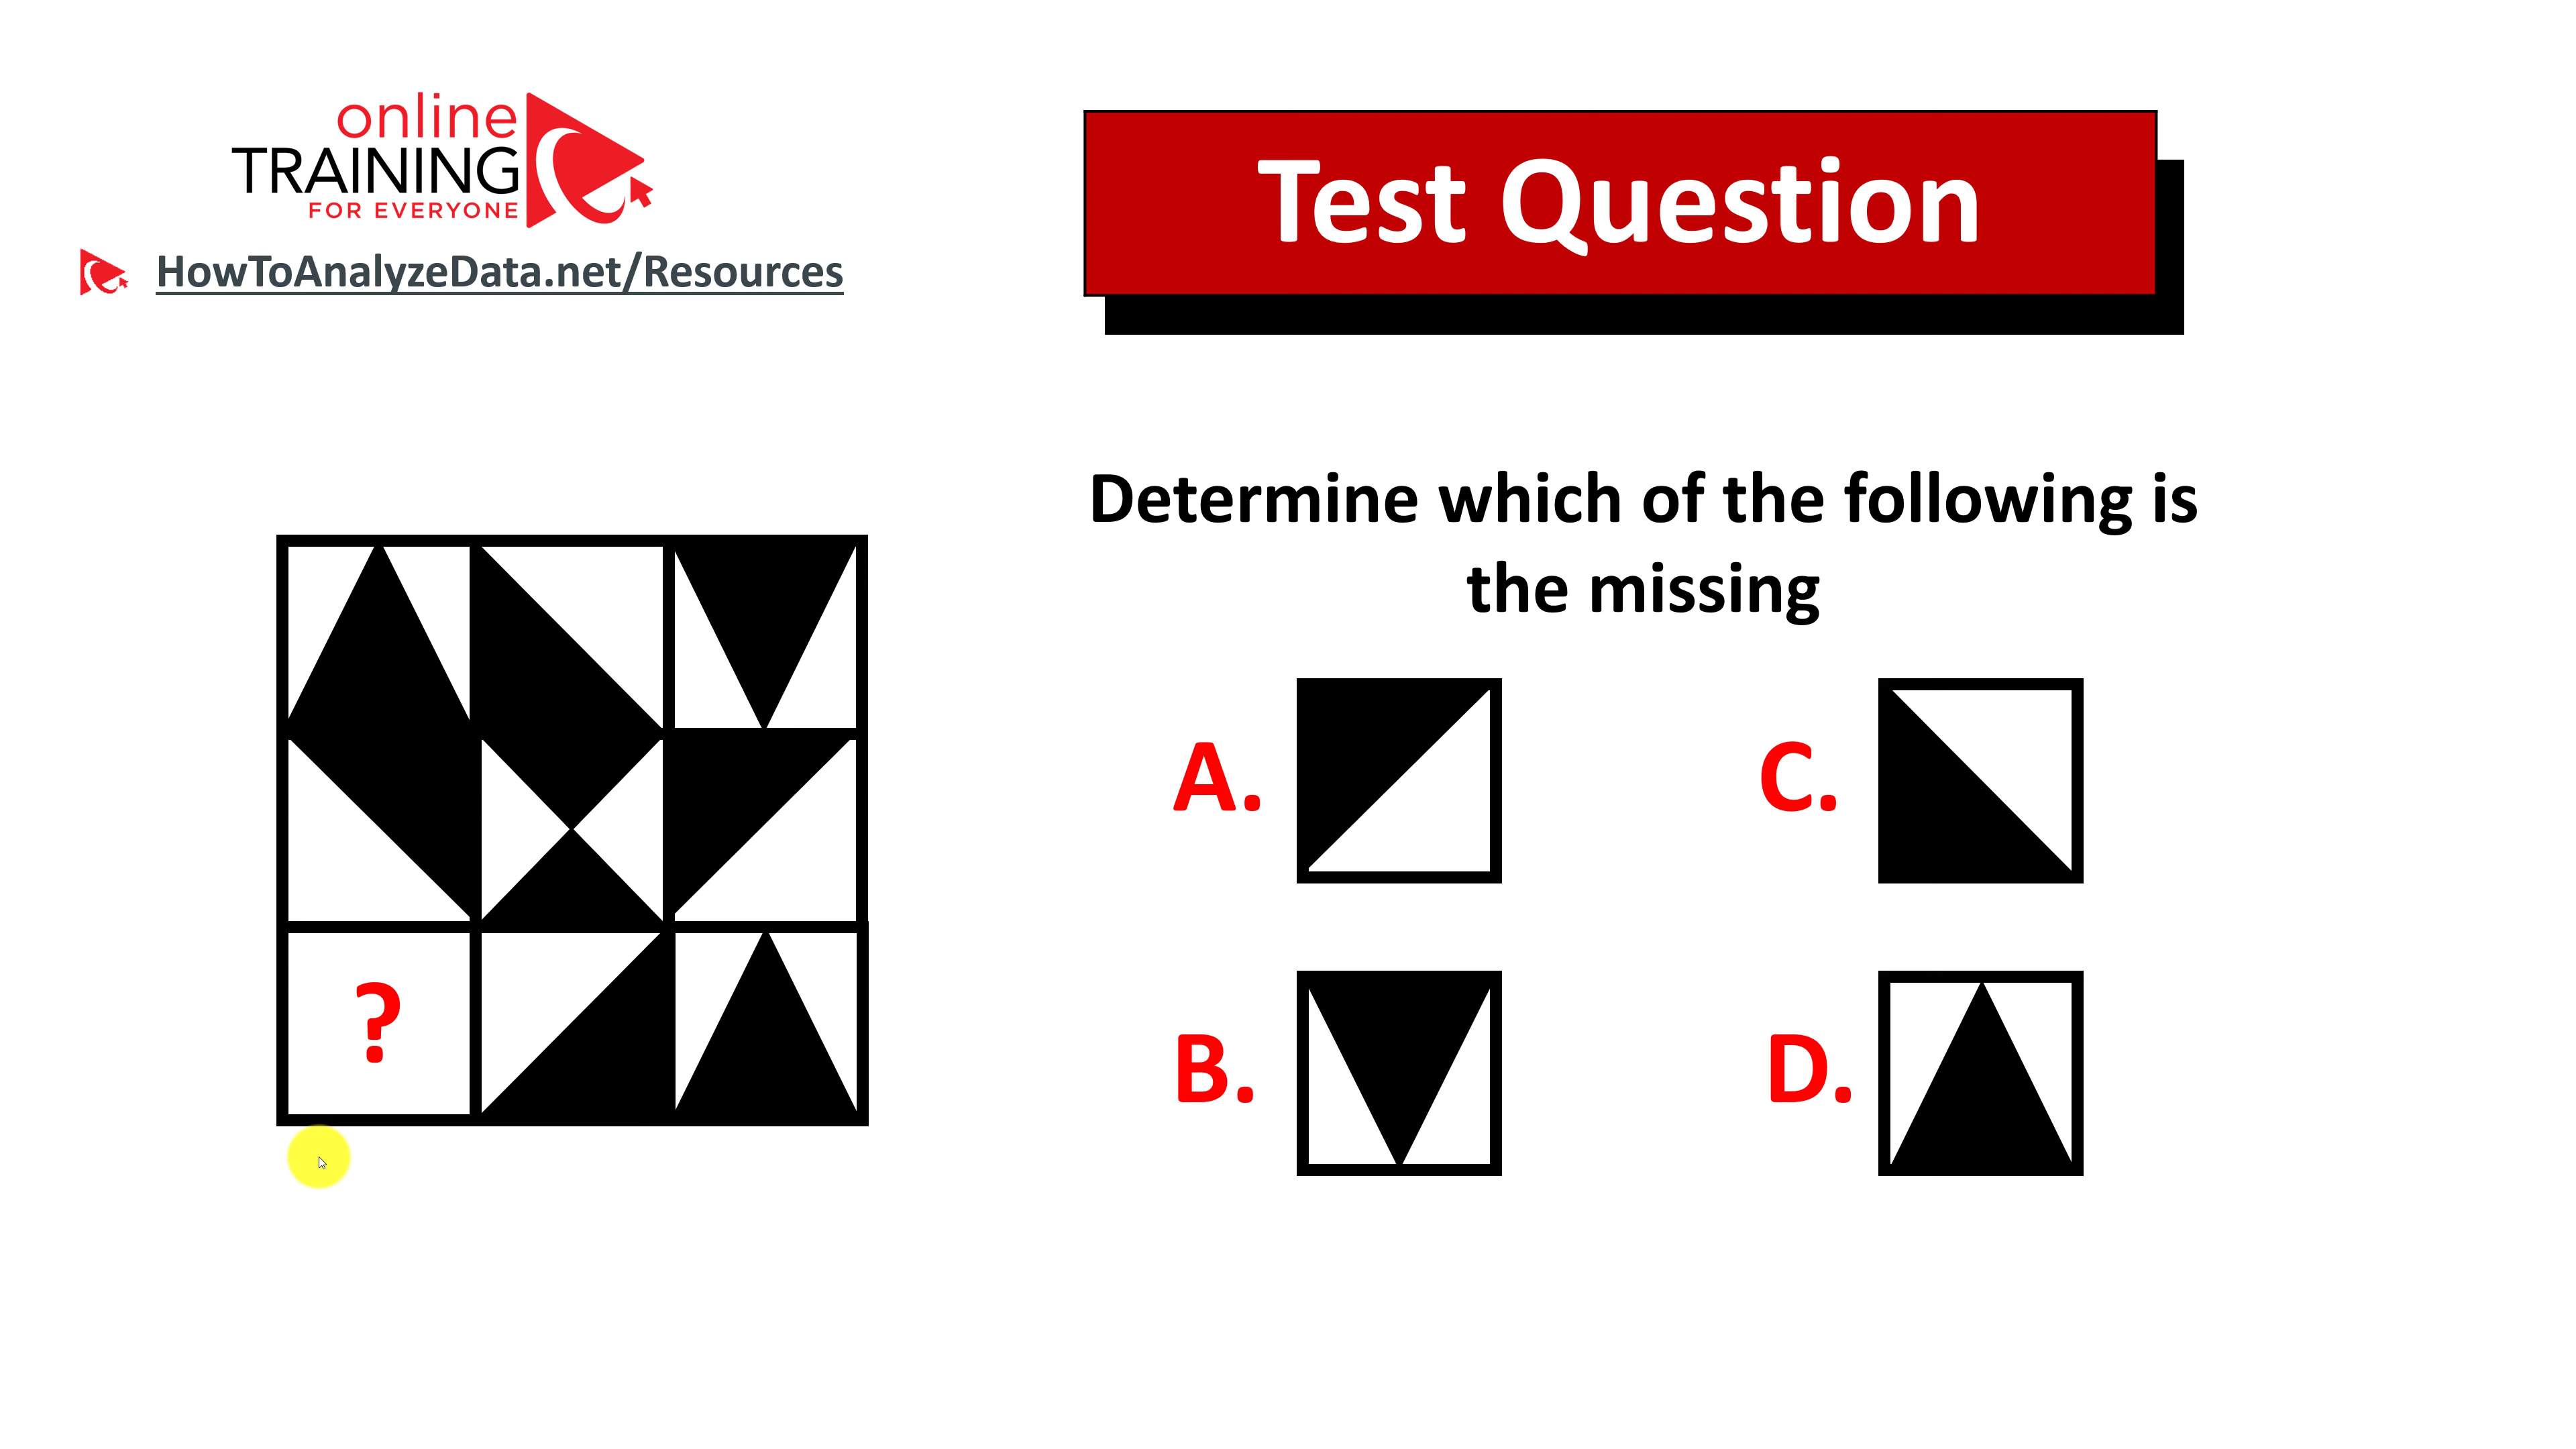 online
TRAINING
FOR EVERYONE
HowToAnalyzeData.net/Resources
Test Question
Determine which of the following is
the missing
?
A.
C.
B.
D.